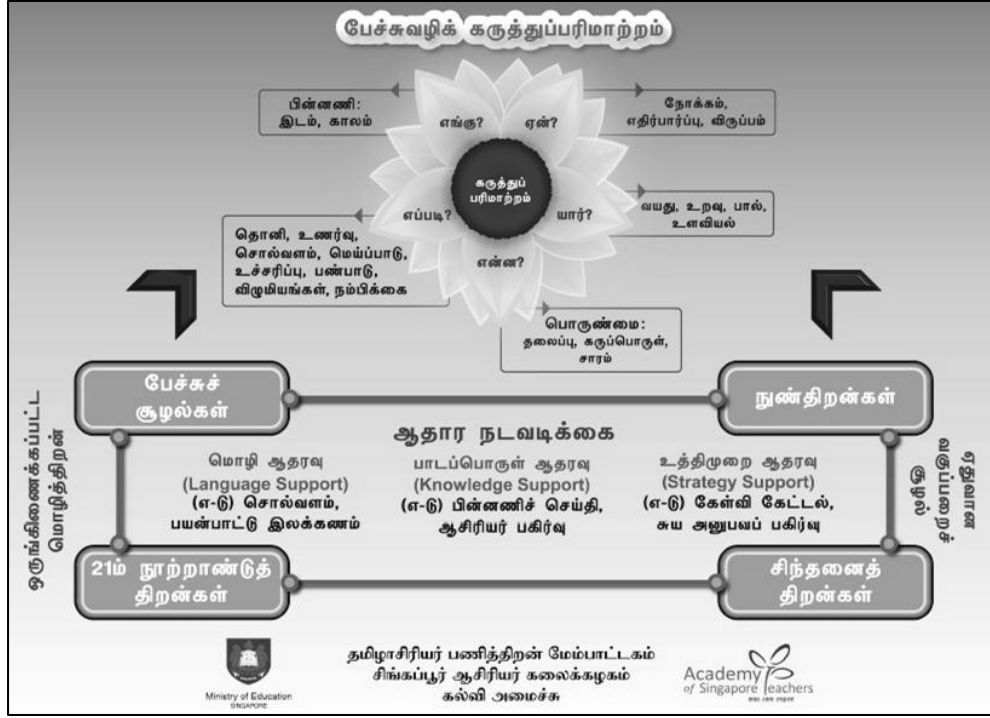 பேச்சுவழிக் கருத்துப்பரிமாற்றம்
பின்னணி:
இடம், காலம்
எங்கு?
ஏன்?
நோக்கம்,
எதிர்பார்ப்பு, விருப்பம்
கருத்துப்
பரிமாற்றம்
எப்படி?
யார்?
வயது, உறவு, பால்,
உளவியல்
தொனி, உணர்வு,
சொல்வளம், மெய்ப்பாடு,
உச்சரிப்பு, பண்பாடு,
விழுமியங்கள், நம்பிக்கை
என்ன?
பொருண்மை:
தலைப்பு, கருப்பொருள்,
சாரம்
பேச்சுச்
சூழல்கள்
நுண்திறன்கள்
ஒருங்கிணைக்கப்பட்ட
மொழித்திறன்
ஆதார நடவடிக்கை
மொழி ஆதரவு
(Language Support)
(எ-டு) சொல்வளம்,
பயன்பாட்டு இலக்கணம்
பாடப்பொருள் ஆதரவு
(Knowledge Support)
(எ-டு) பின்னணிச் செய்தி,
ஆசிரியர் பகிர்வு
உத்திமுறை ஆதரவு
(Strategy Support)
(எ-டு) கேள்வி கேட்டல்,
சுய அனுபவப் பகிர்வு
ஏதுவான
வகுப்பறைச்
சூழல்
21ம் நூற்றாண்டுத்
திறன்கள்
சிந்தனைத்
திறன்கள்
Ministry of Education
SINGAPORE
தமிழாசிரியர் பணித்திறன் மேம்பாட்டகம்
சிங்கப்பூர் ஆசிரியர் கலைக்கழகம்
கல்வி அமைச்சு
Academy
of Singapore Teachers